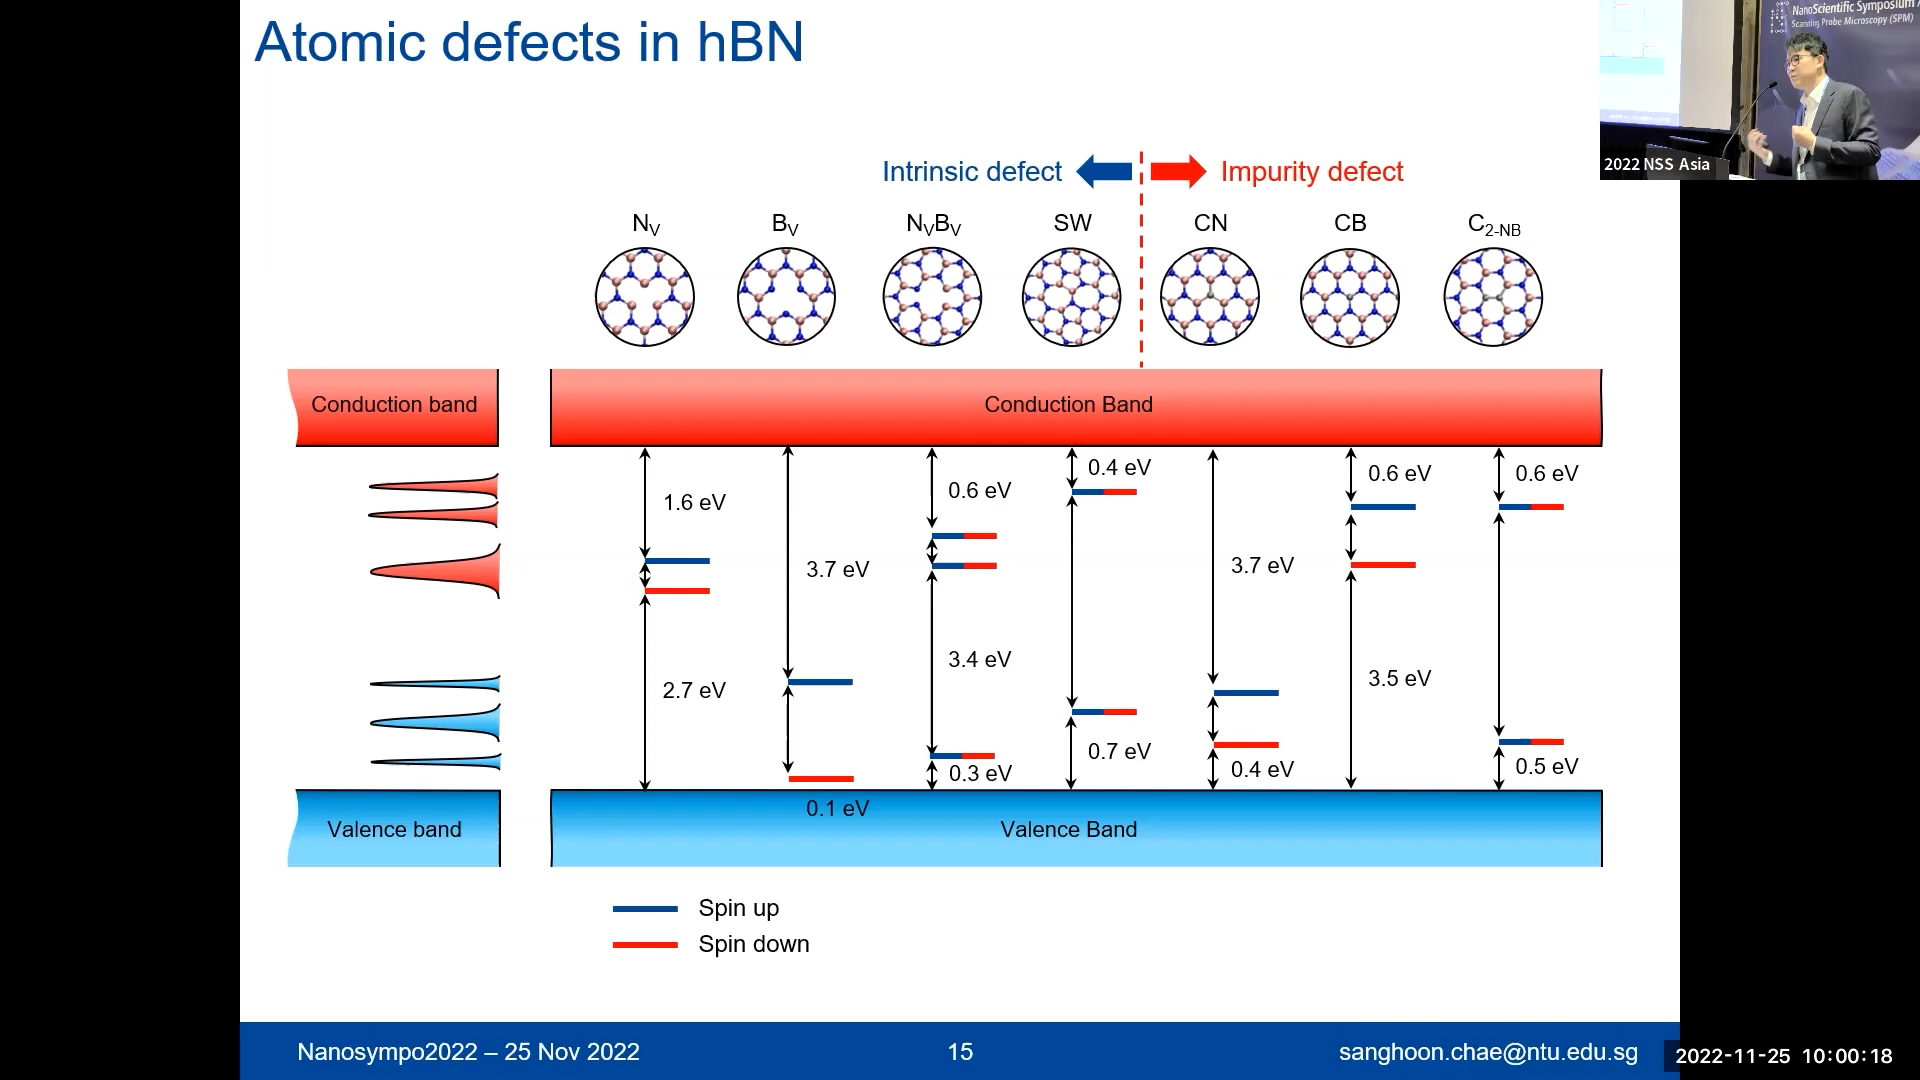 Atomic defects in hBN
NanoScientific Symposium
Scanning Probe Microscopy (SPM)
2022 NSS Asia
Intrinsic defect
Impurity defect
NV
BV
NVBV
SW
CN
CB
C2-NB
Conduction band
Conduction Band
1.6 eV
2.7 eV
3.7 eV
0.1 eV
0.6 eV
3.4 eV
0.3 eV
0.4 eV
0.7 eV
3.7 eV
0.4 eV
0.6 eV
3.5 eV
0.6 eV
0.5 eV
Valence band
Valence Band
Spin up
Spin down
Nanosympo2022 – 25 Nov 2022
15
sanghoon.chae@ntu.edu.sg
2022-11-25 10:00:18